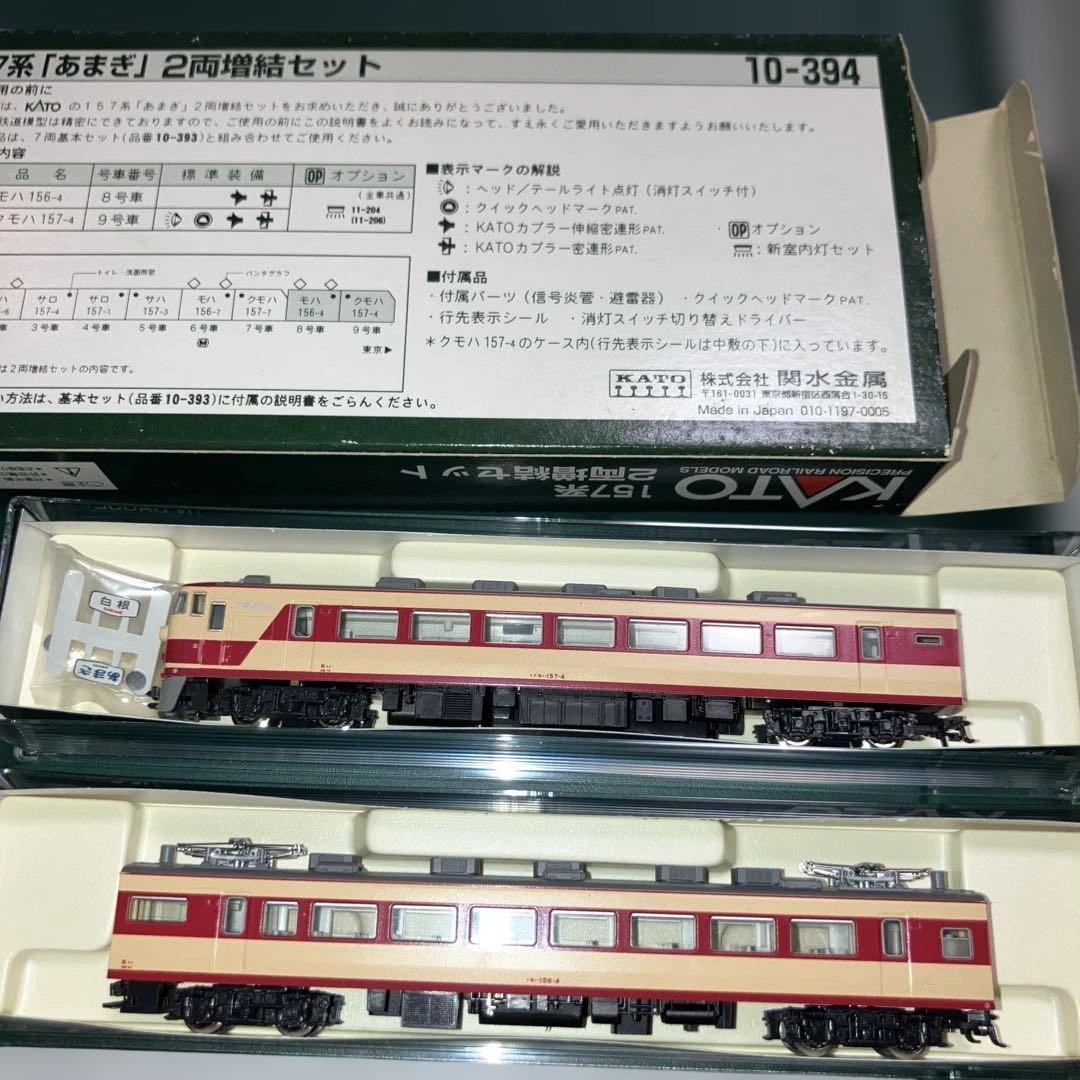 7系「あまぎ」2両増結セット 10-394
用の前に
は、KATOの157系「あまぎ」2両増結セットをお求めいただき、誠にありがとうございました。
鉄道模型は精密にできておりますので、ご使用の前にこの説明書をよくお読みになって、すえ永くご愛用いただきますようお願いいたします。
品は、7両基本セット(品番10-393)と組み合わせてご使用ください。
内容
品名 号車番号 標準装備 OP オプション
(全車共通)
モハ156-4 8号車
11-204
(11-206)
クモハ157-4 9号車
■表示マークの解説
:ヘッド/テールライト点灯(消灯スイッチ付)
:クイックヘッドマークPAT.
:KATOカプラー伸縮密連形PAT.
・OPオプション
:KATOカプラー密連形PAT.
:新室内灯セット
トイレ・洗面所窓
パンタグラフ
モハ 156-4
サロ 157-4
サロ 157-1
サハ 157-3
モハ 156-7
クモハ 157-7
クモハ 157-4
3号車 4号車 5号車 6号車 7号車 8号車 9号車
M
東京▶
は2両増結セットの内容です。
い方法は、基本セット(品番10-393)に付属の説明書をごらんください。
■付属品
・付属パーツ(信号炎管・避雷器) ・クイックヘッドマークPAT.
・行先表示シール ・消灯スイッチ切り替えドライバー
*クモハ157-4のケース内(行先表示シールは中敷の下)に入っています。
KATO 株式会社 関水金属
〒161-0031 東京都新宿区西落合1-30-15
Made in Japan 010-1197-0005
KATO
PRECISION RAILROAD MODELS
157系
2両増結セット
ご注意
白根
あまぎ
クモハ157-4
モハ156-4